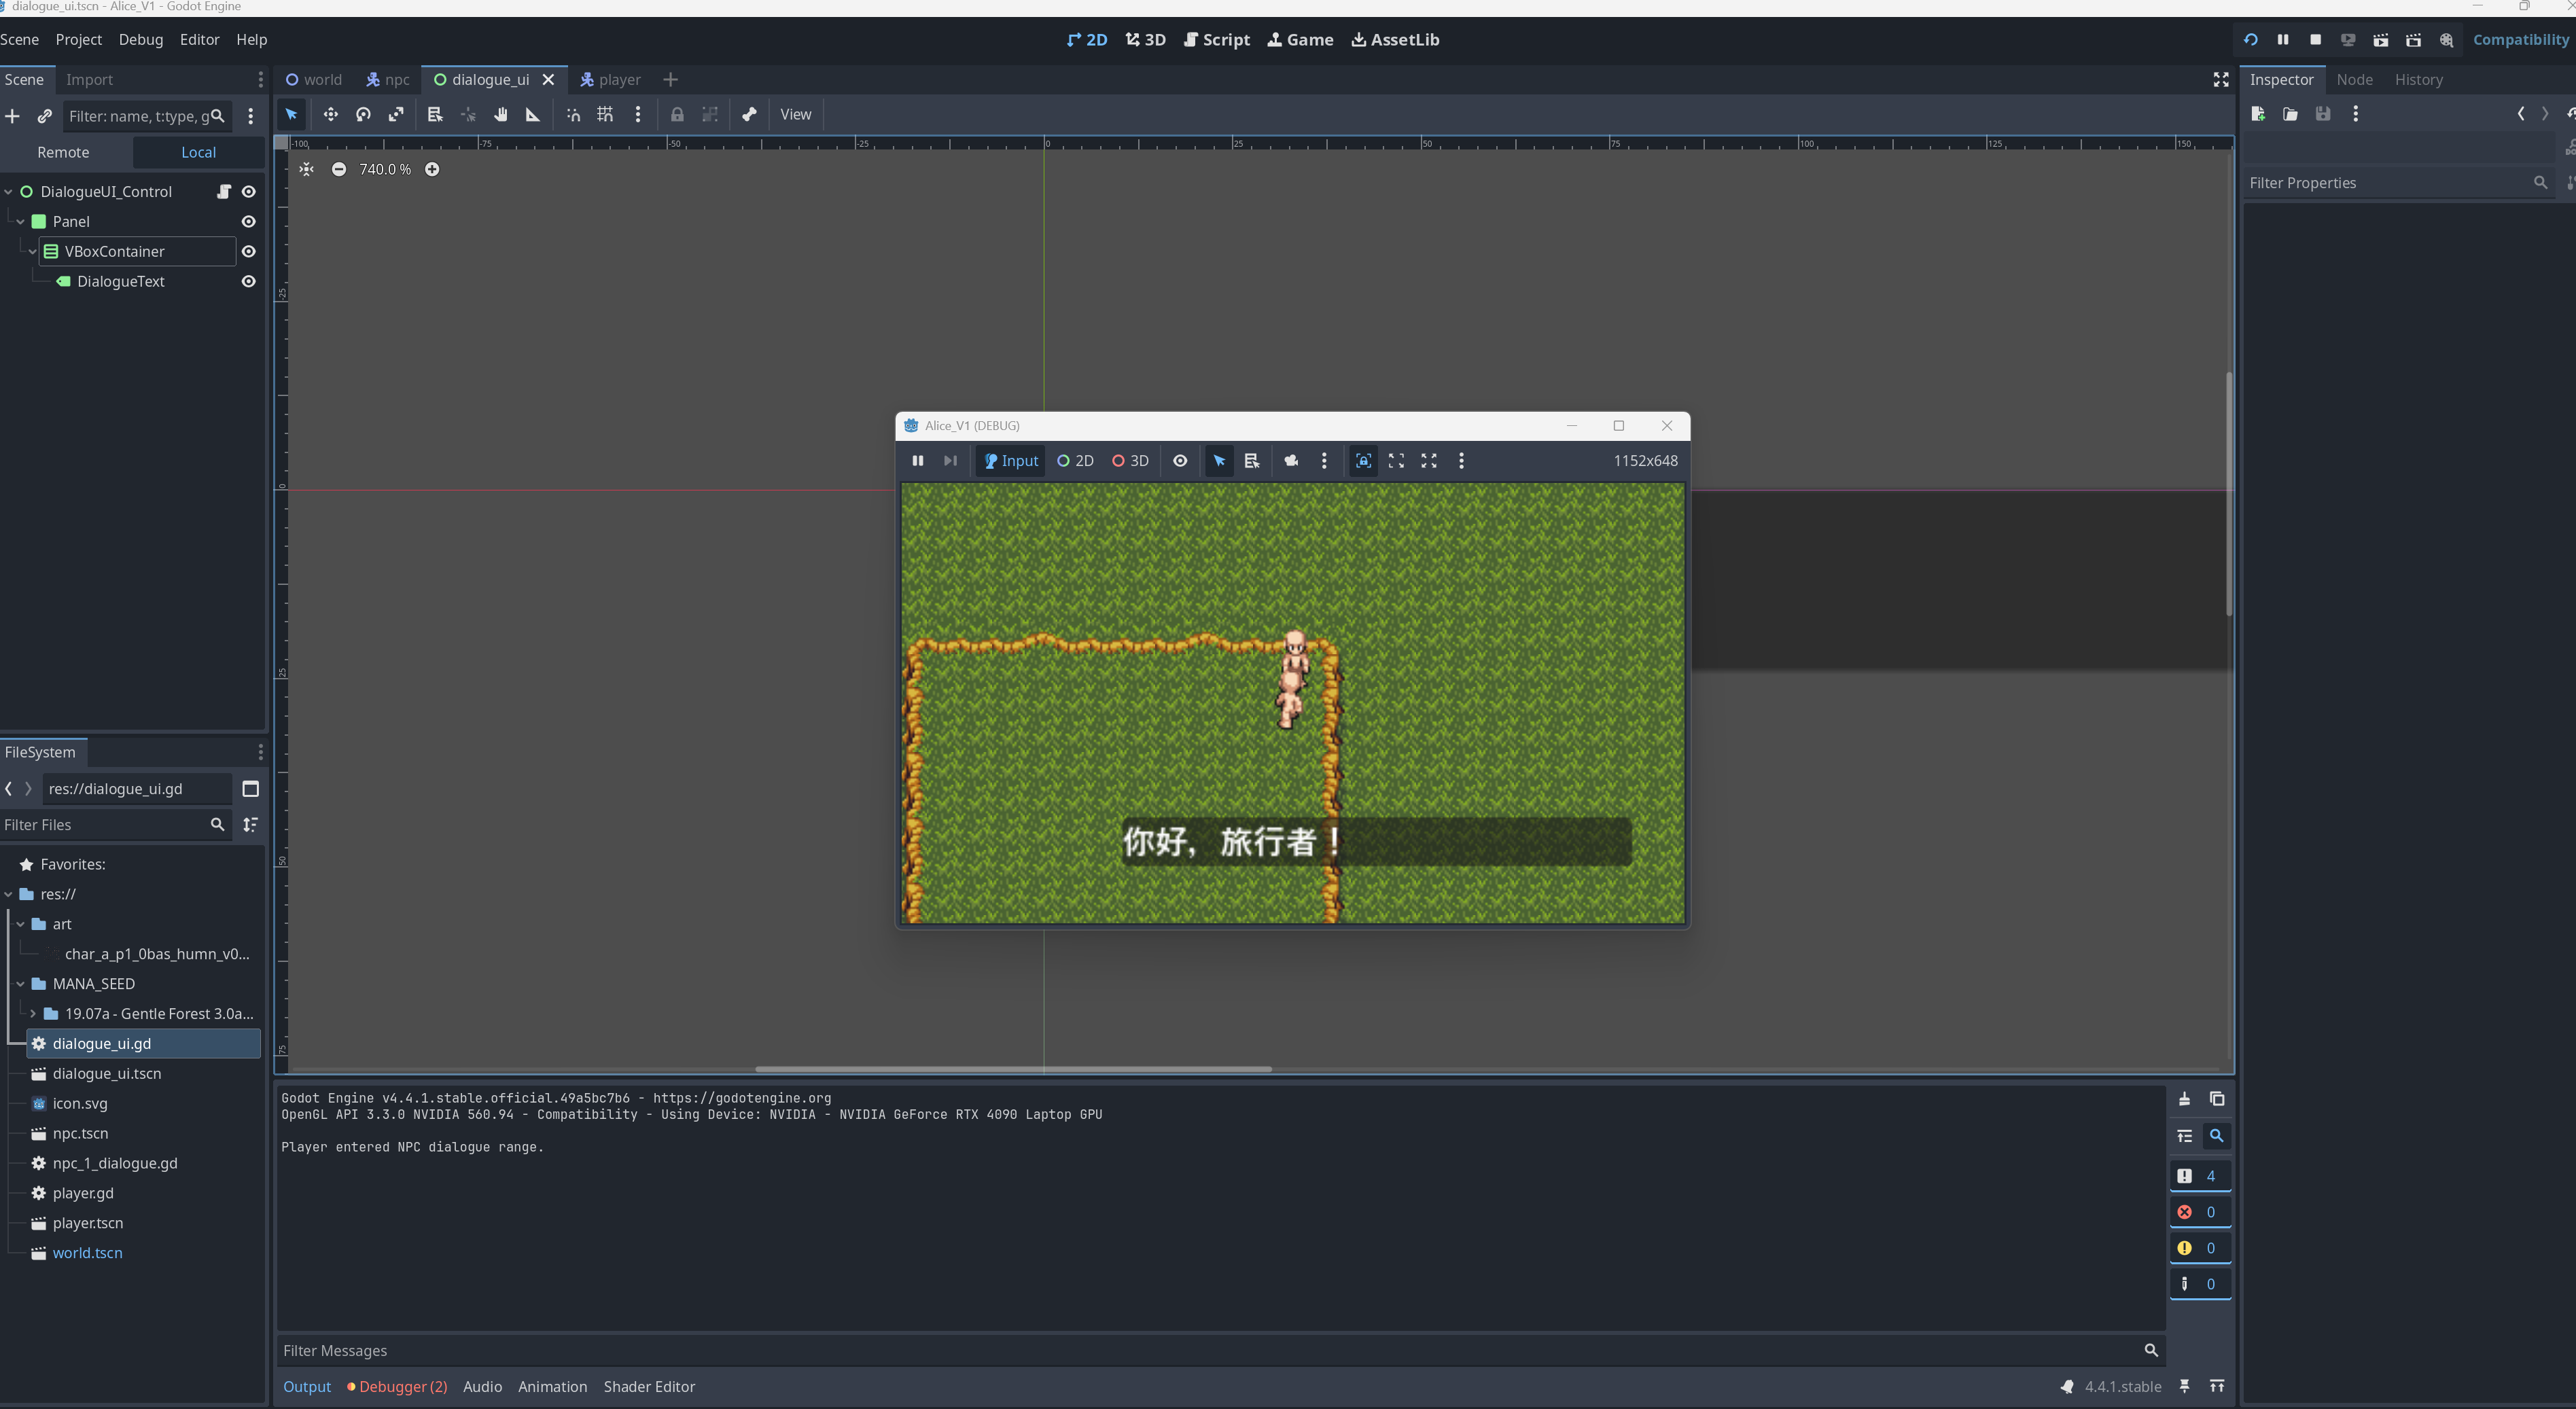 dialogue_ui.tscn - Alice_V1 - Godot Engine
Scene Project Debug Editor Help
2D 3D Script Game AssetLib
Compatibility
Scene Import
world npc dialogue_ui player
Inspector Node History
Filter: name, t:type, g
View
Remote Local
740.0 %
Filter Properties
DialogueUI_Control
Panel
VBoxContainer
DialogueText
-100 -75 -50 -25 0 25 50 75 100 125 150
-25
0
25
50
75
Alice_V1 (DEBUG)
Input 2D 3D 1152x648
你好，旅行者！
FileSystem
res://dialogue_ui.gd
Filter Files
Favorites:
res://
art
char_a_p1_0bas_humn_v0...
MANA_SEED
19.07a - Gentle Forest 3.0a...
dialogue_ui.gd
dialogue_ui.tscn
icon.svg
npc.tscn
npc_1_dialogue.gd
player.gd
player.tscn
world.tscn
Godot Engine v4.4.1.stable.official.49a5bc7b6 - https://godotengine.org
OpenGL API 3.3.0 NVIDIA 560.94 - Compatibility - Using Device: NVIDIA - NVIDIA GeForce RTX 4090 Laptop GPU
Player entered NPC dialogue range.
4
0
0
0
Filter Messages
Output Debugger (2) Audio Animation Shader Editor
4.4.1.stable